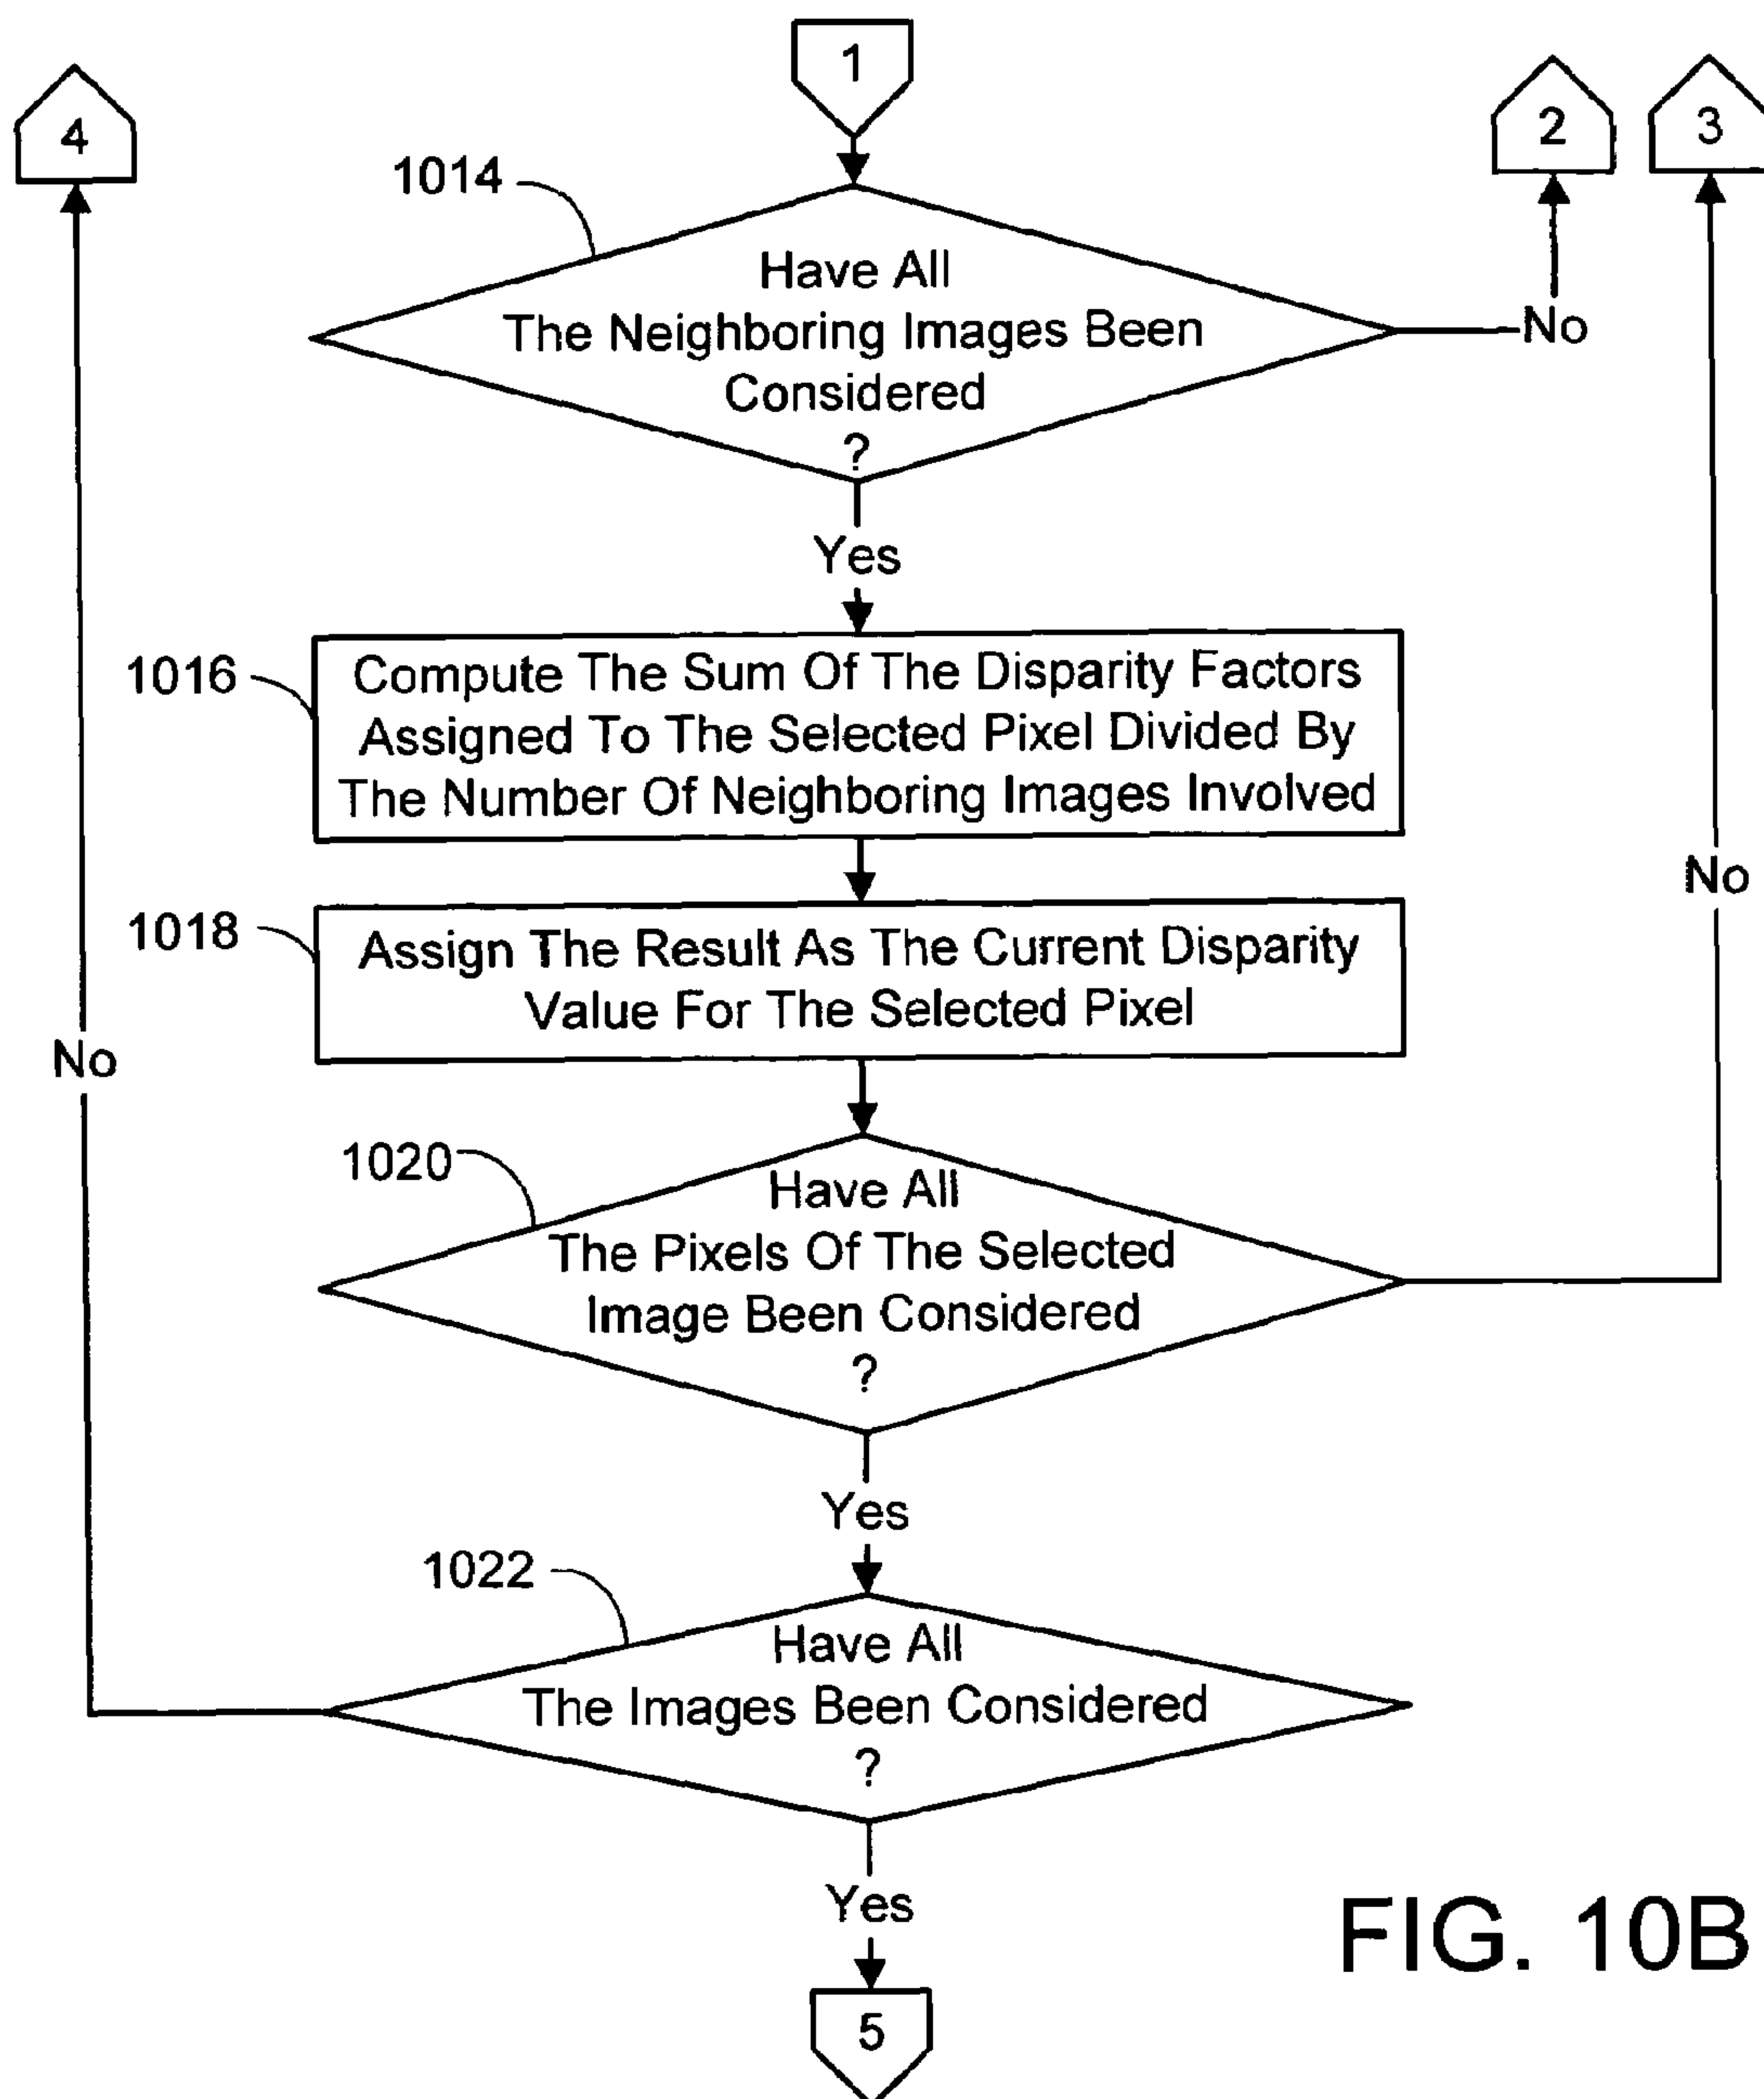 1
4
2
3
1014
Have All
The Neighboring Images Been
Considered
?
No
Yes
1016
Compute The Sum Of The Disparity Factors
Assigned To The Selected Pixel Divided By
The Number Of Neighboring Images Involved
No
1018
Assign The Result As The Current Disparity
Value For The Selected Pixel
No
1020
Have All
The Pixels Of The Selected
Image Been Considered
?
Yes
1022
Have All
The Images Been Considered
?
Yes
5
FIG. 10B